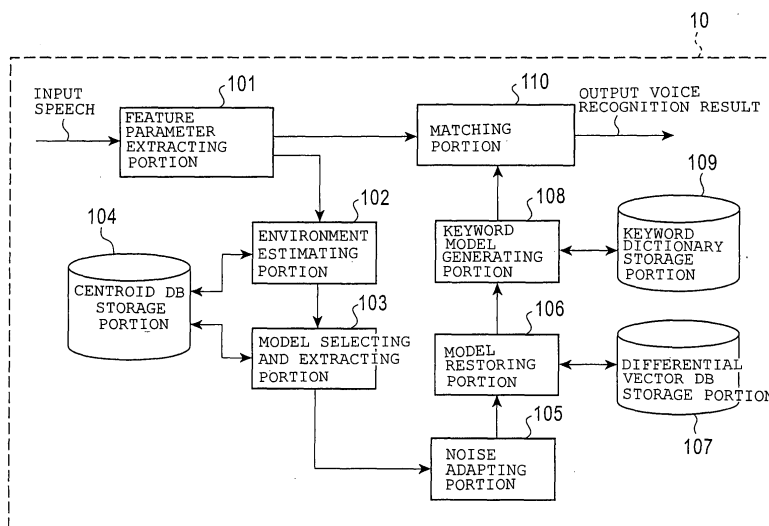 10
INPUT
SPEECH
101
FEATURE
PARAMETER
EXTRACTING
PORTION
110
MATCHING
PORTION
OUTPUT VOICE
RECOGNITION RESULT
104
CENTROID DB
STORAGE
PORTION
102
ENVIRONMENT
ESTIMATING
PORTION
103
MODEL SELECTING
AND EXTRACTING
PORTION
108
KEYWORD
MODEL
GENERATING
PORTION
109
KEYWORD
DICTIONARY
STORAGE
PORTION
106
MODEL
RESTORING
PORTION
DIFFERENTIAL
VECTOR DB
STORAGE PORTION
107
105
NOISE
ADAPTING
PORTION